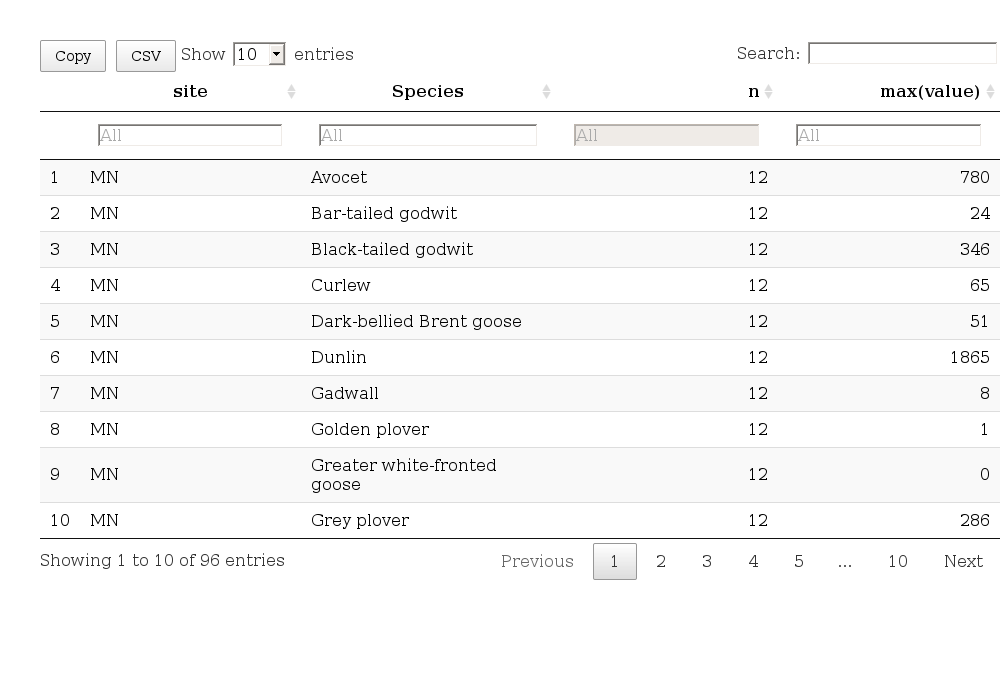 Copy CSV Show 10 entries Search:
site Species n max(value)
All All All All
1 MN Avocet 12 780
2 MN Bar-tailed godwit 12 24
3 MN Black-tailed godwit 12 346
4 MN Curlew 12 65
5 MN Dark-bellied Brent goose 12 51
6 MN Dunlin 12 1865
7 MN Gadwall 12 8
8 MN Golden plover 12 1
9 MN Greater white-fronted
goose 12 0
10 MN Grey plover 12 286
Showing 1 to 10 of 96 entries Previous 1 2 3 4 5 ... 10 Next